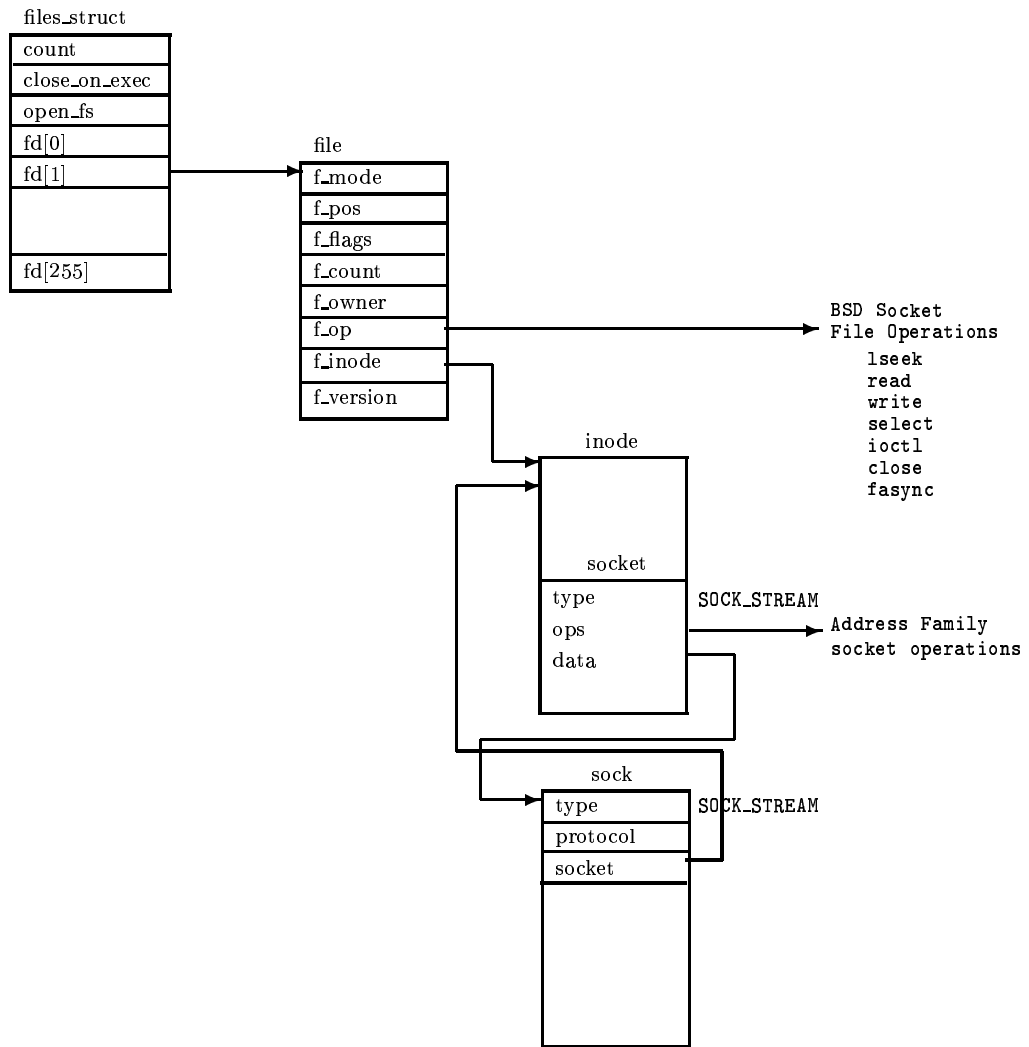 files_struct
count
close_on_exec
open_fs
fd[0]
fd[1]
fd[255]
file
f_mode
f_pos
f_flags
f_count
f_owner
f_op
f_inode
f_version
BSD Socket
File Operations
lseek
read
write
select
ioctl
close
fasync
inode
socket
type
SOCK_STREAM
ops
data
Address Family
socket operations
sock
type
SOCK_STREAM
protocol
socket